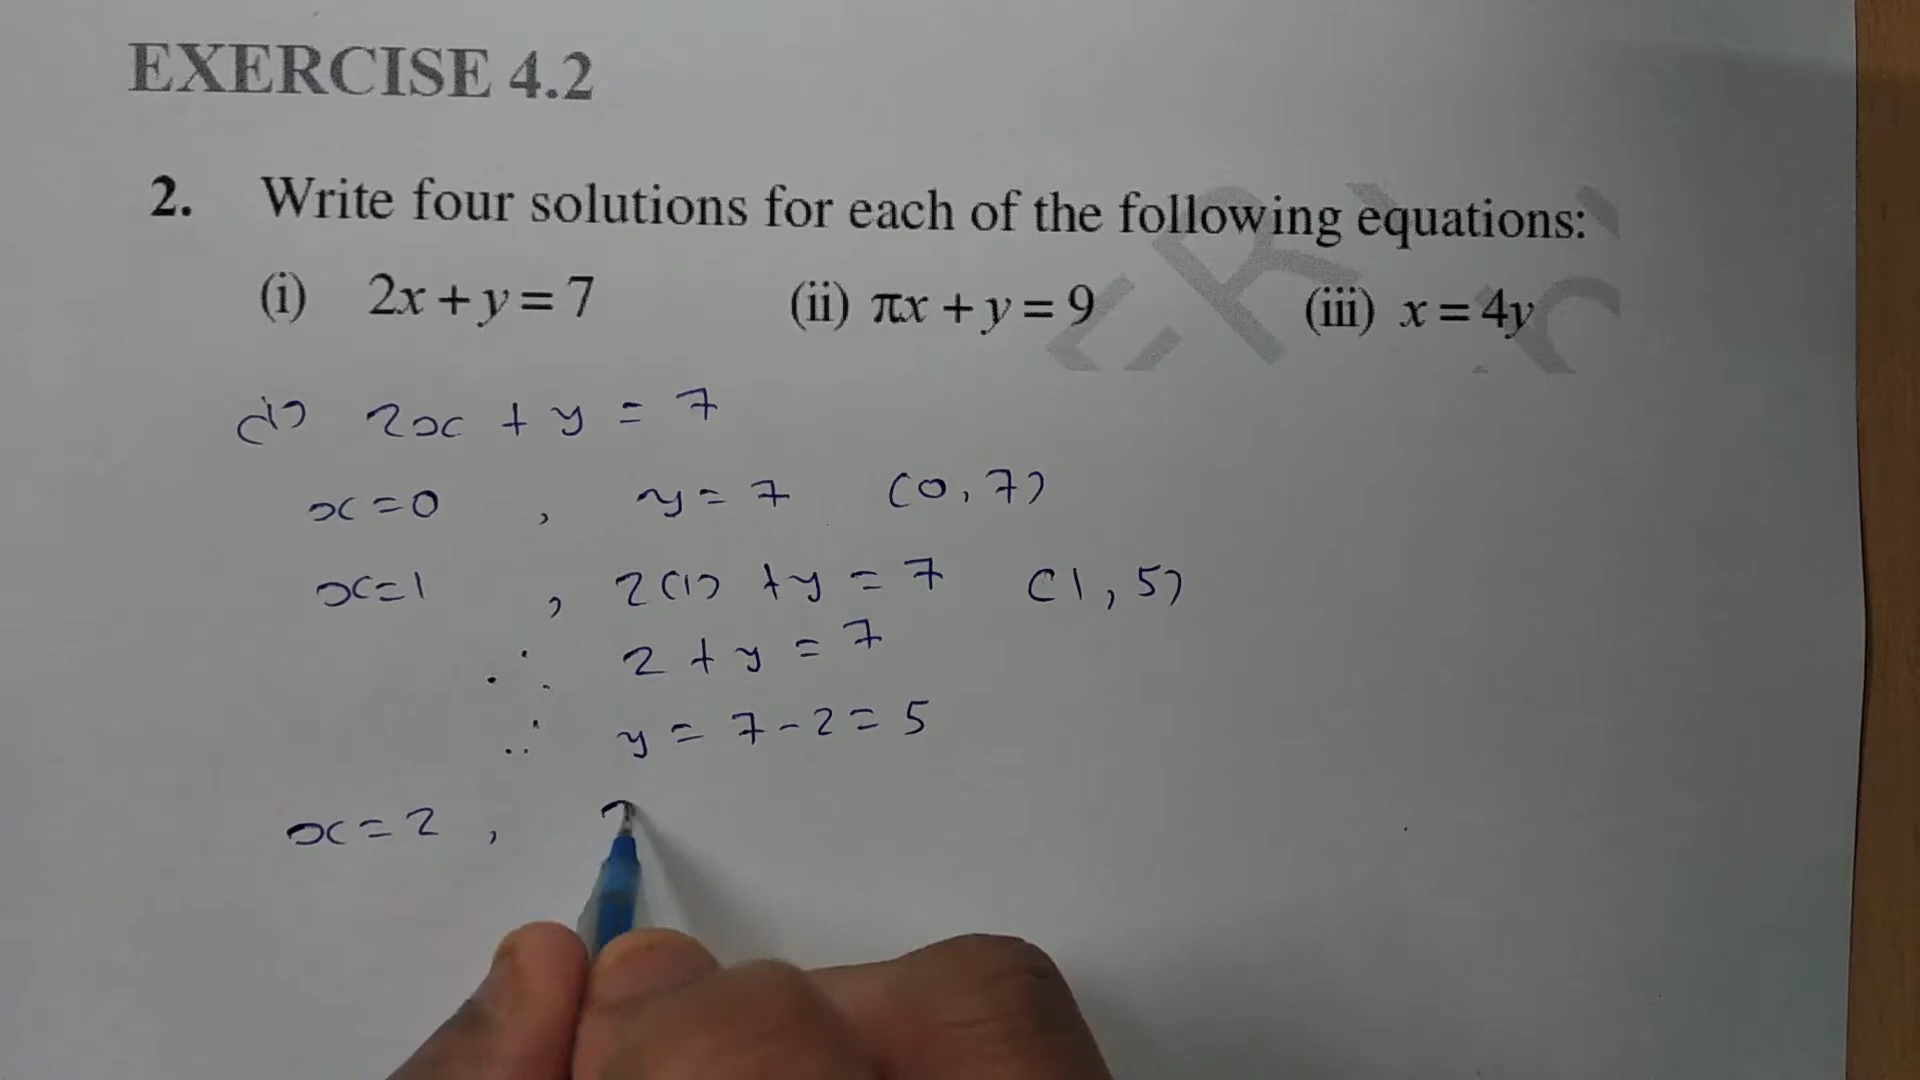 EXERCISE 4.2
2. Write four solutions for each of the following equations:
(i) 2x + y = 7 (ii) πx + y = 9 (iii) x = 4y
(i) 2x + y = 7
x = 0 , y = 7 (0, 7)
x = 1 , 2(1) + y = 7 (1, 5)
∴ 2 + y = 7
∴ y = 7 - 2 = 5
x = 2 ,